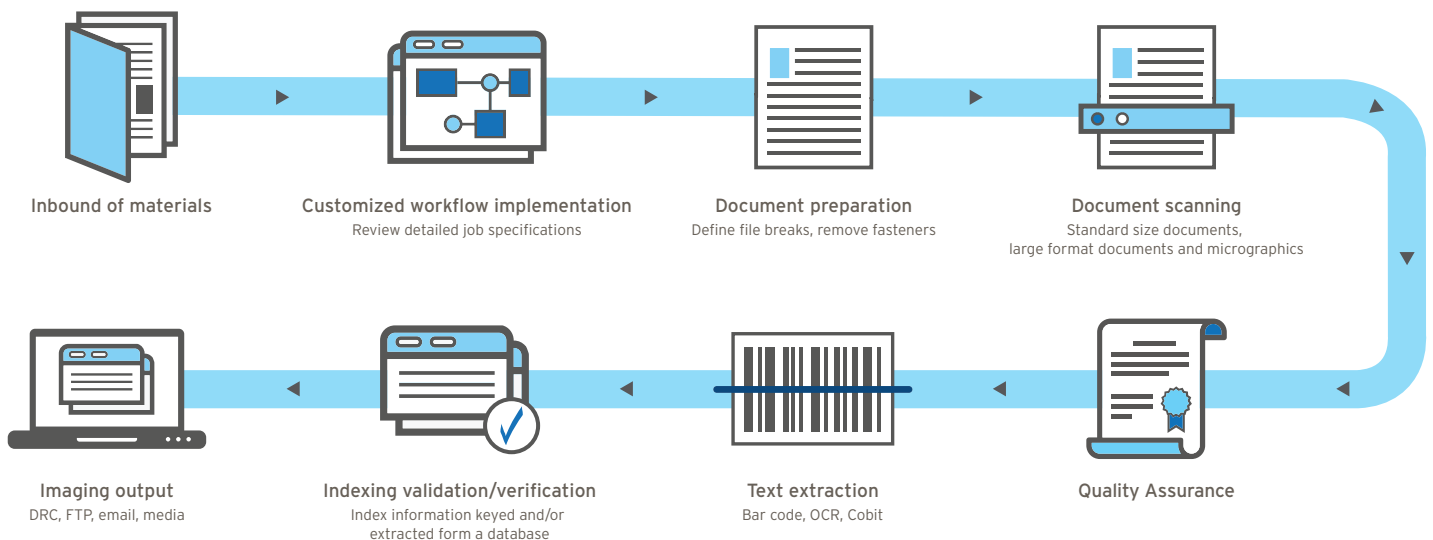 Inbound of materials
Customized workflow implementation
Review detailed job specifications
Document preparation
Define file breaks, remove fasteners
Document scanning
Standard size documents,
large format documents and micrographics
Imaging output
DRC, FTP, email, media
Indexing validation/verification
Index information keyed and/or
extracted form a database
Text extraction
Bar code, OCR, Cobit
Quality Assurance